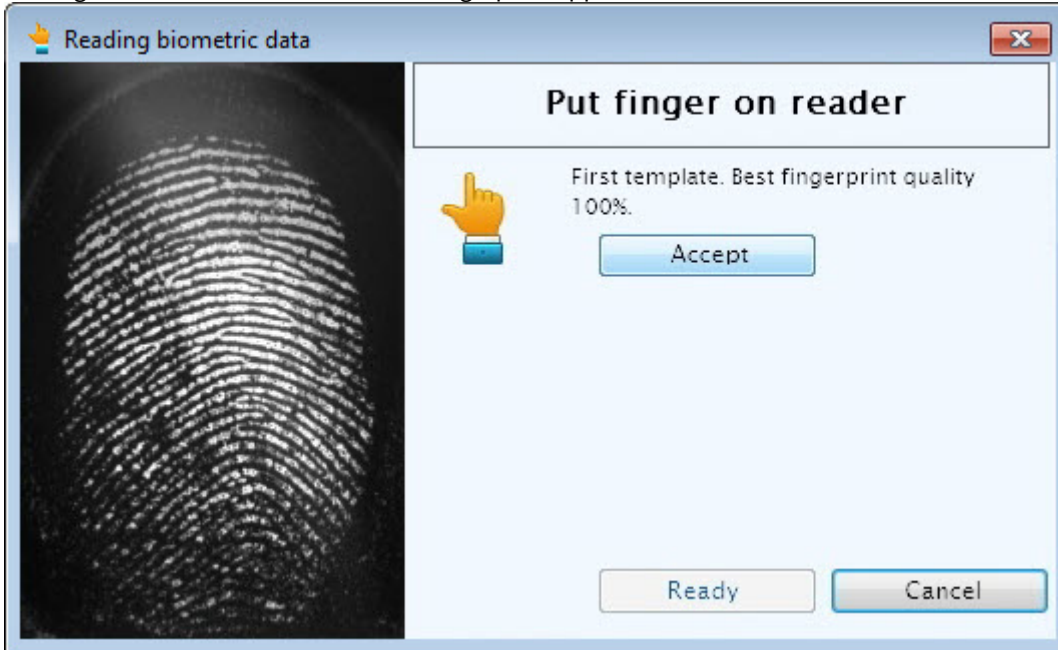 Reading biometric data
Put finger on reader
First template. Best fingerprint quality
100%.
Accept
Ready
Cancel